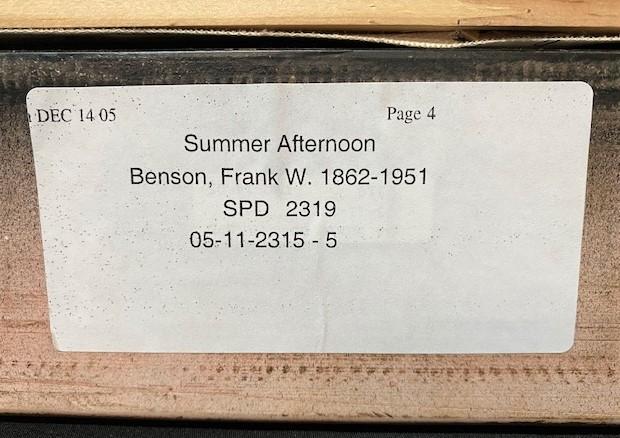 DEC 14 05 Page 4
Summer Afternoon
Benson, Frank W. 1862-1951
SPD 2319
05-11-2315 - 5